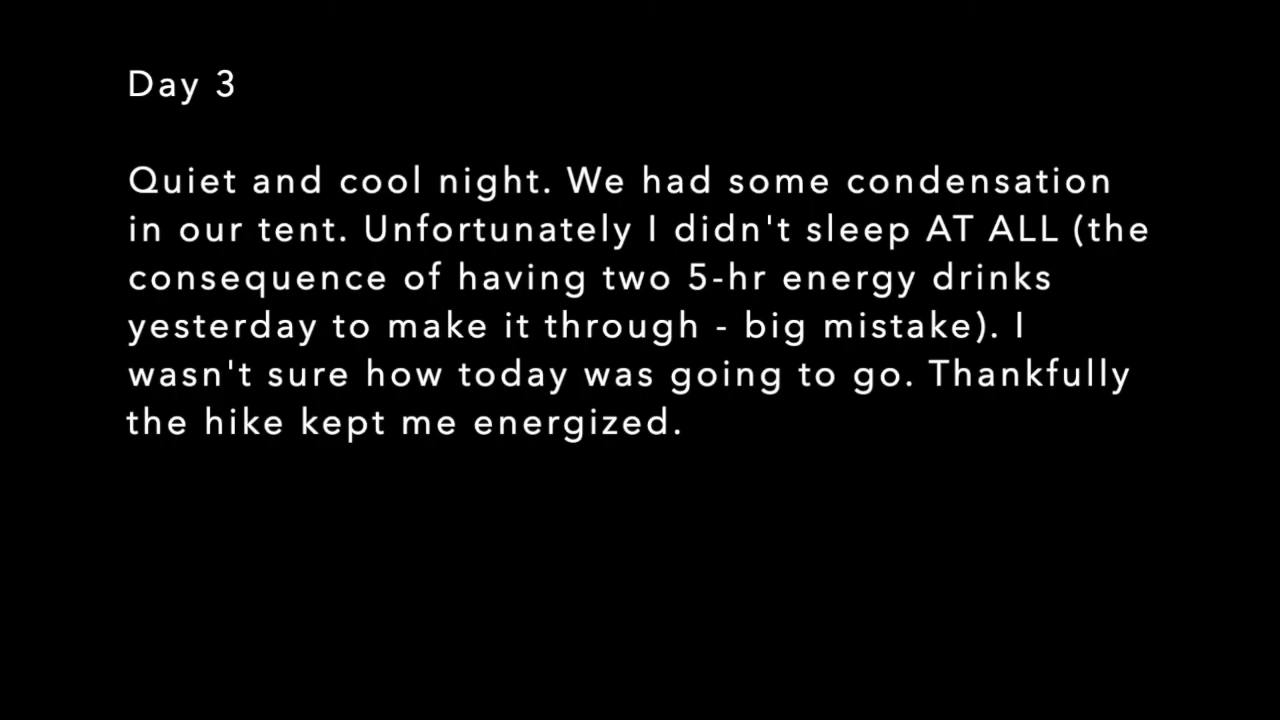 Day 3
Quiet and cool night. We had some condensation
in our tent. Unfortunately I didn't sleep AT ALL (the
consequence of having two 5-hr energy drinks
yesterday to make it through - big mistake). I
wasn't sure how today was going to go. Thankfully
the hike kept me energized.